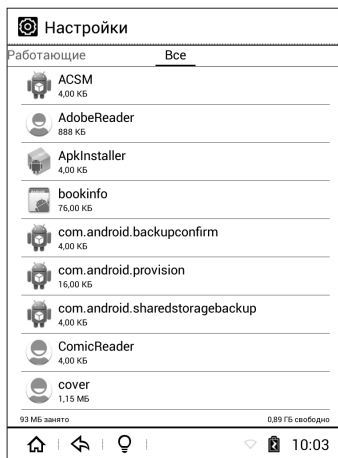 Настройки
Работающие Все
ACSM
4,00 КБ
AdobeReader
888 КБ
ApkInstaller
4,00 КБ
bookinfo
76,00 КБ
com.android.backupconfirm
4,00 КБ
com.android.provision
16,00 КБ
com.android.sharedstoragebackup
4,00 КБ
ComicReader
4,00 КБ
cover
1,15 МБ
93 МБ занято 0,89 ГБ свободно
10:03